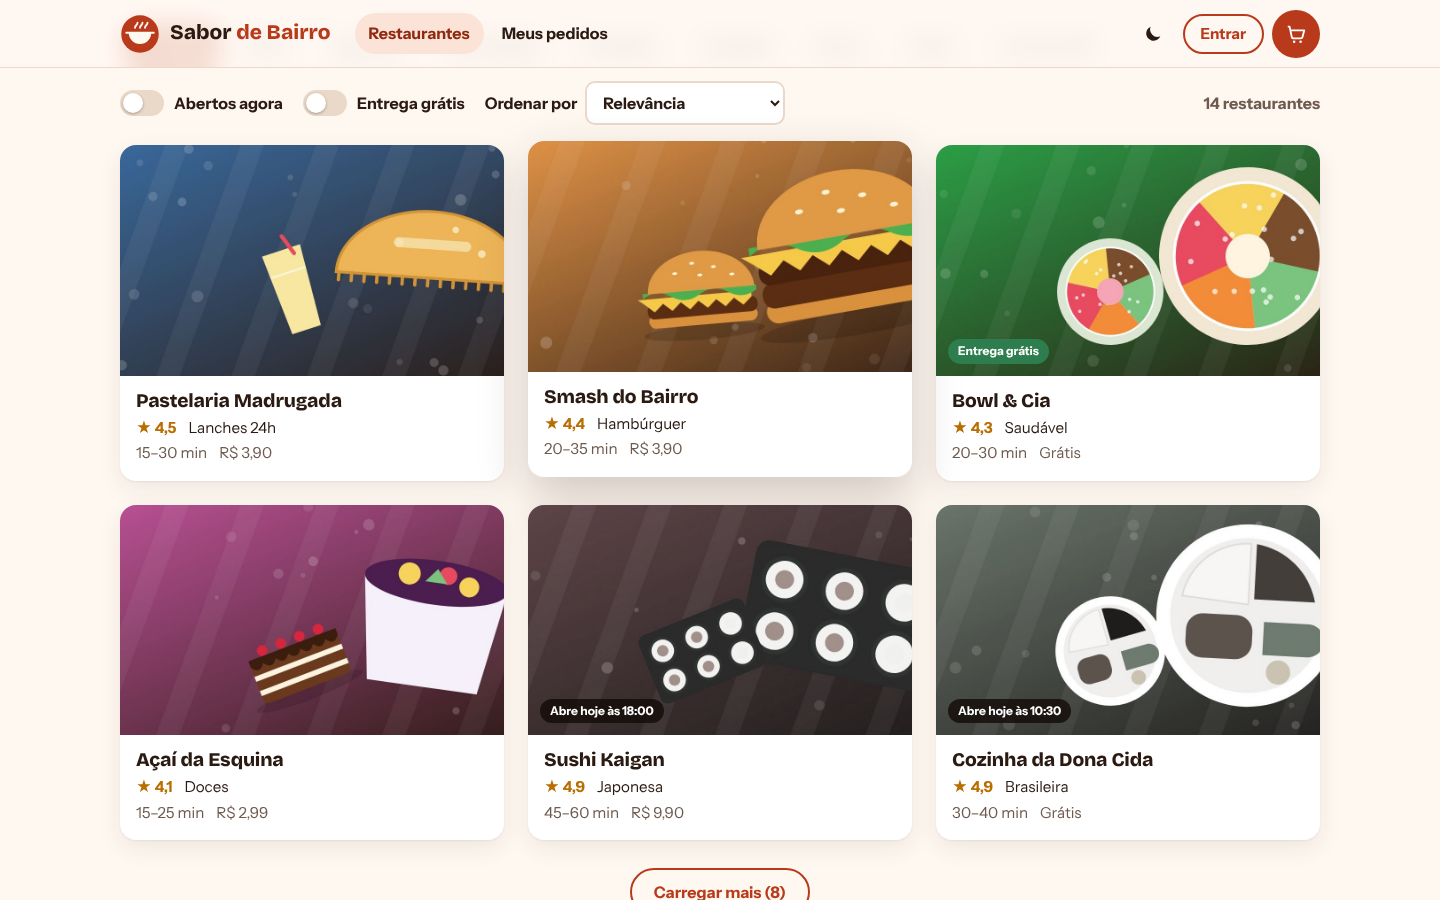 Sabor de Bairro
Restaurantes
Meus pedidos
Entrar
Abertos agora
Entrega grátis
Ordenar por
Relevância
14 restaurantes
Pastelaria Madrugada
★ 4,5 Lanches 24h
15–30 min R$ 3,90
Smash do Bairro
★ 4,4 Hambúrguer
20–35 min R$ 3,90
Entrega grátis
Bowl & Cia
★ 4,3 Saudável
20–30 min Grátis
Açaí da Esquina
★ 4,1 Doces
15–25 min R$ 2,99
Abre hoje às 18:00
Sushi Kaigan
★ 4,9 Japonesa
45–60 min R$ 9,90
Abre hoje às 10:30
Cozinha da Dona Cida
★ 4,9 Brasileira
30–40 min Grátis
Carregar mais (8)